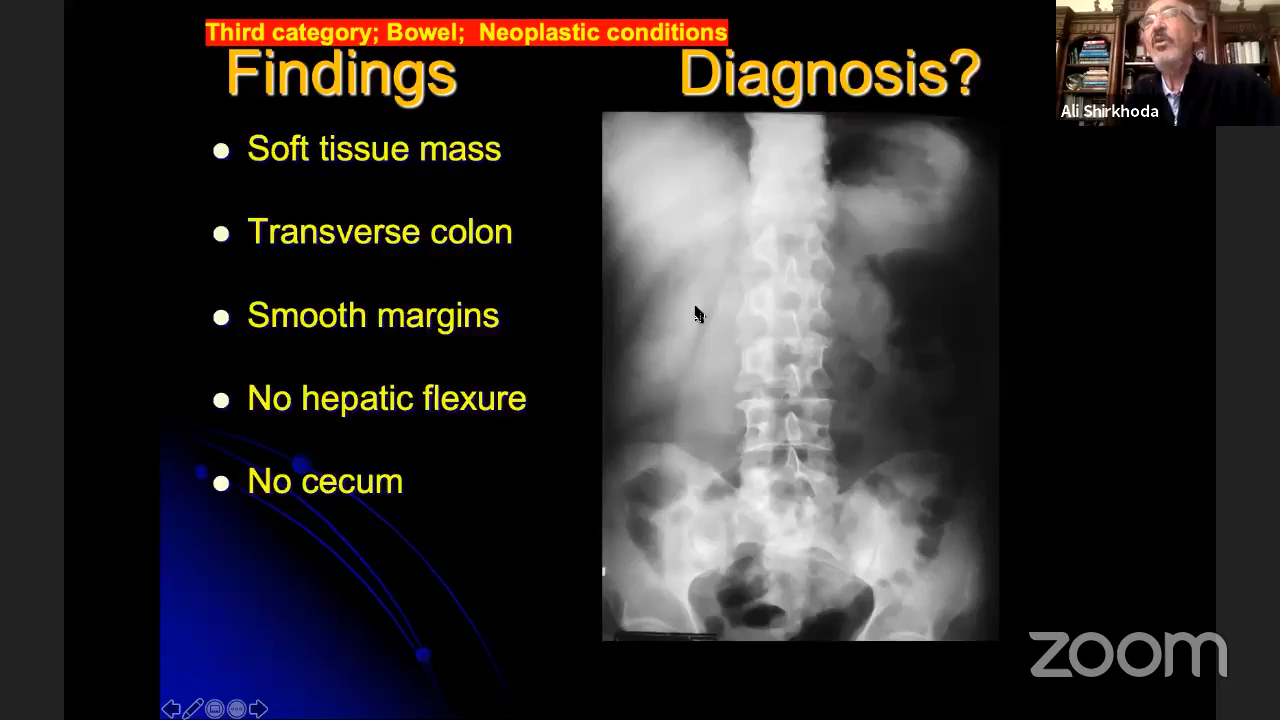 Third category; Bowel; Neoplastic conditions
Findings
Diagnosis?
Soft tissue mass
Transverse colon
Smooth margins
No hepatic flexure
No cecum
Ali Shirkhoda
zoom